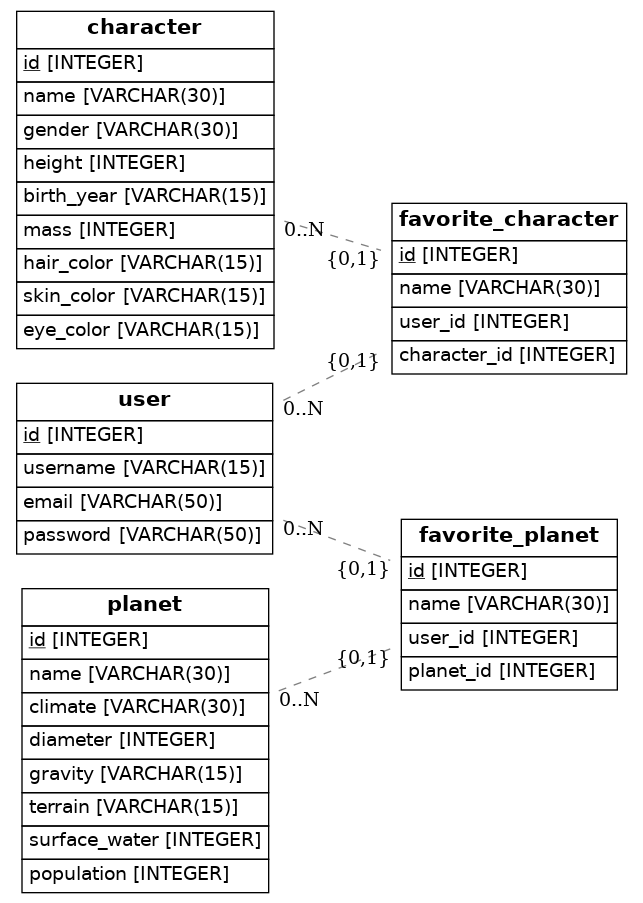 character
id [INTEGER]
name [VARCHAR(30)]
gender [VARCHAR(30)]
height [INTEGER]
birth_year [VARCHAR(15)]
mass [INTEGER]
hair_color [VARCHAR(15)]
skin_color [VARCHAR(15)]
eye_color [VARCHAR(15)]
0..N
{0,1}
favorite_character
id [INTEGER]
name [VARCHAR(30)]
user_id [INTEGER]
character_id [INTEGER]
{0,1}
0..N
user
id [INTEGER]
username [VARCHAR(15)]
email [VARCHAR(50)]
password [VARCHAR(50)]
0..N
{0,1}
favorite_planet
id [INTEGER]
name [VARCHAR(30)]
user_id [INTEGER]
planet_id [INTEGER]
{0,1}
0..N
planet
id [INTEGER]
name [VARCHAR(30)]
climate [VARCHAR(30)]
diameter [INTEGER]
gravity [VARCHAR(15)]
terrain [VARCHAR(15)]
surface_water [INTEGER]
population [INTEGER]